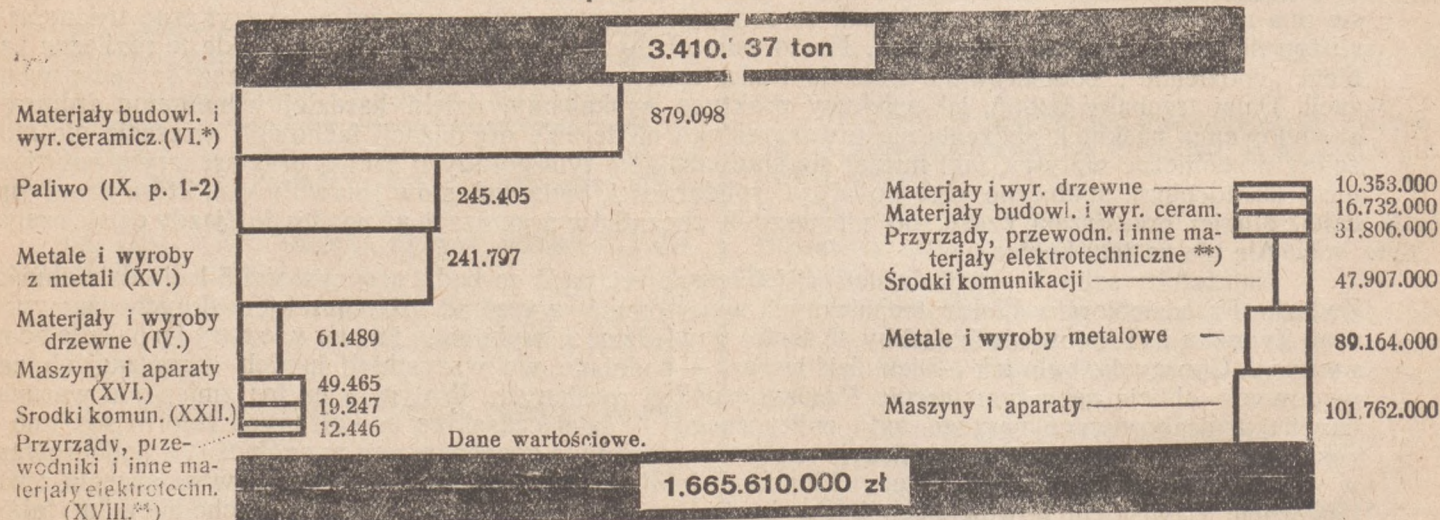 3.410. 37 ton
Materjały budowl. i
wyr. ceramicz. (VI.*)
879.098
Paliwo (IX. p. 1-2)
245.405
Metale i wyroby
z metali (XV.)
241.797
Materjały i wyroby
drzewne (IV.)
61.489
Maszyny i aparaty
(XVI.)
49.465
Srodki komun. (XXII.)
19.247
Przyrządy, prze-
wodniki i inne ma-
terjały elektrotechn.
(XVIII.**)
12.446
Materjały i wyr. drzewne
10.353.000
Materjały budowl. i wyr. ceram.
16.732.000
Przyrządy, przewodn. i inne ma-
terjały elektrotechniczne **)
31.806.000
Środki komunikacji
47.907.000
Metale i wyroby metalowe
89.164.000
Maszyny i aparaty
101.762.000
Dane wartościowe.
1.665.610.000 zł